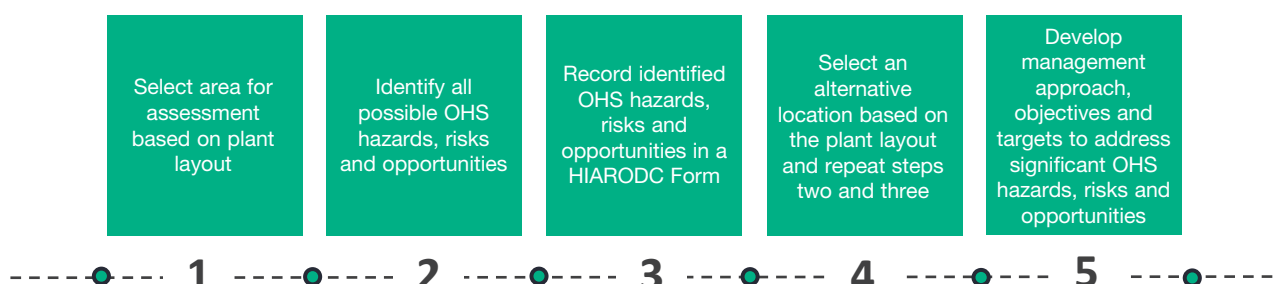 Select area for
assessment
based on plant
layout
Identify all
possible OHS
hazards, risks
and opportunities
Record identified
OHS hazards,
risks and
opportunities in a
HIARODC Form
Select an
alternative
location based on
the plant layout
and repeat steps
two and three
Develop
management
approach,
objectives and
targets to address
significant OHS
hazards, risks and
opportunities
1
2
3
4
5